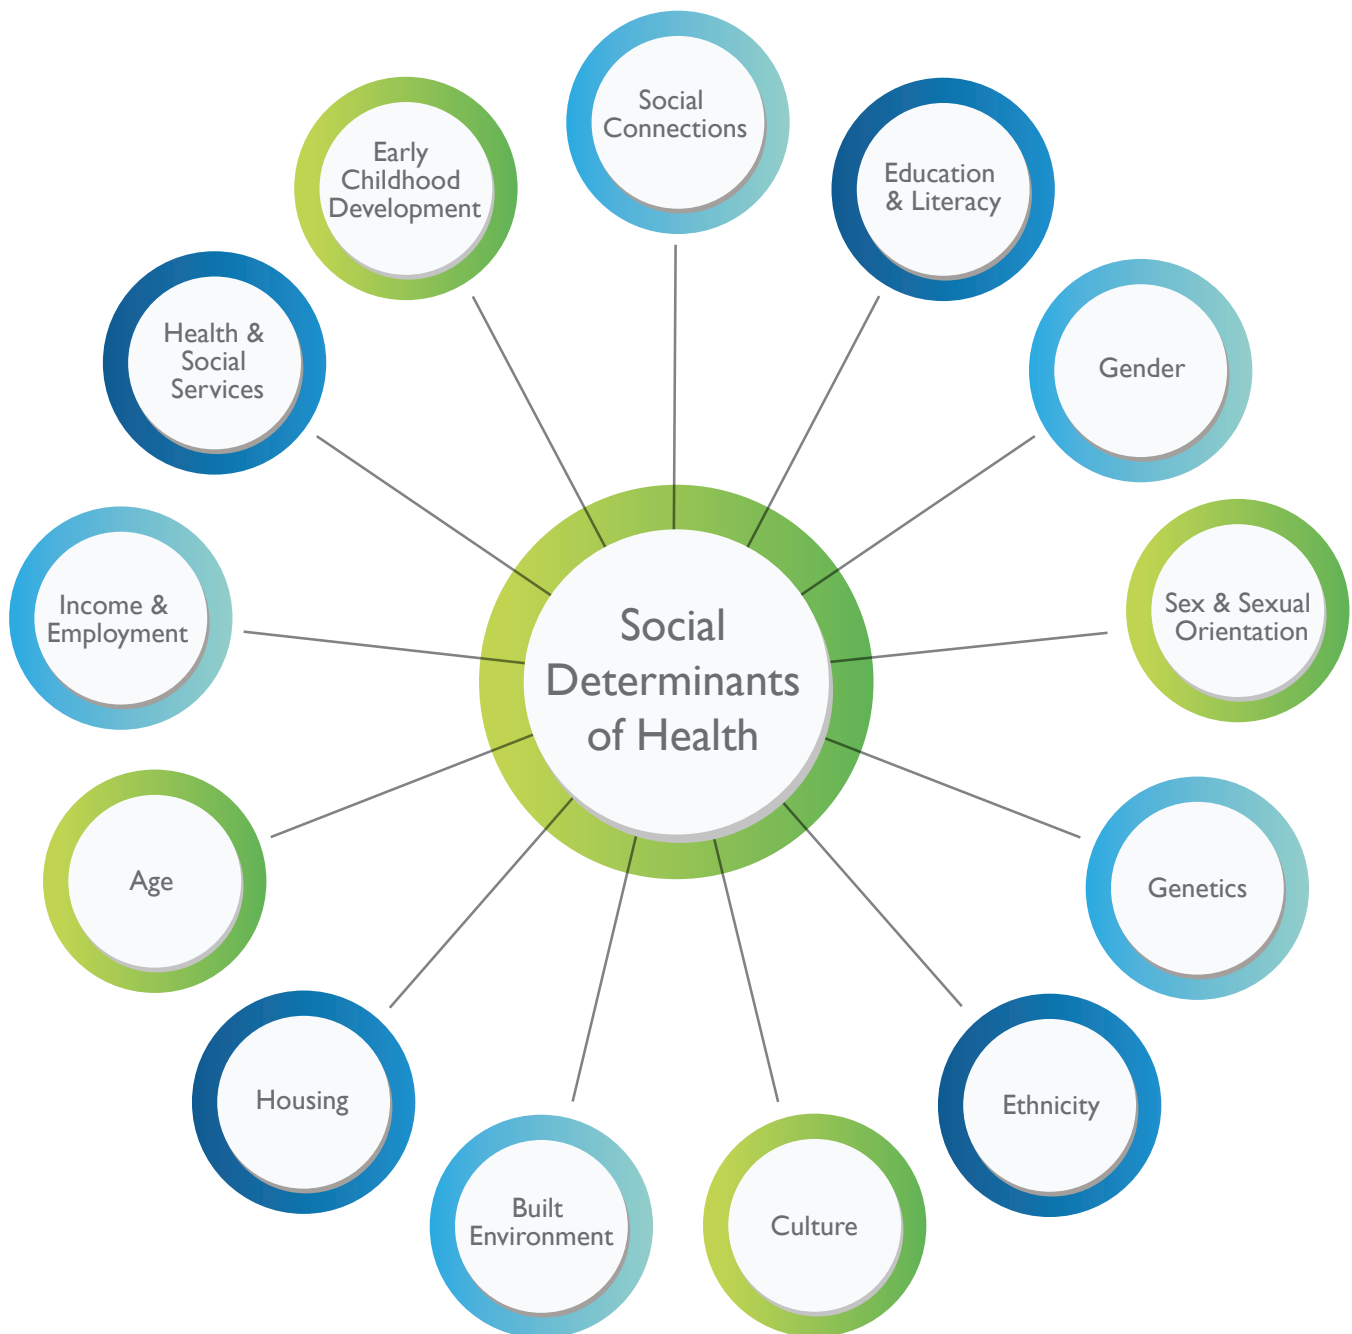 Social
Connections
Education
& Literacy
Gender
Sex & Sexual
Orientation
Genetics
Ethnicity
Culture
Built
Environment
Housing
Age
Income &
Employment
Health &
Social
Services
Early
Childhood
Development
Social
Determinants
of Health